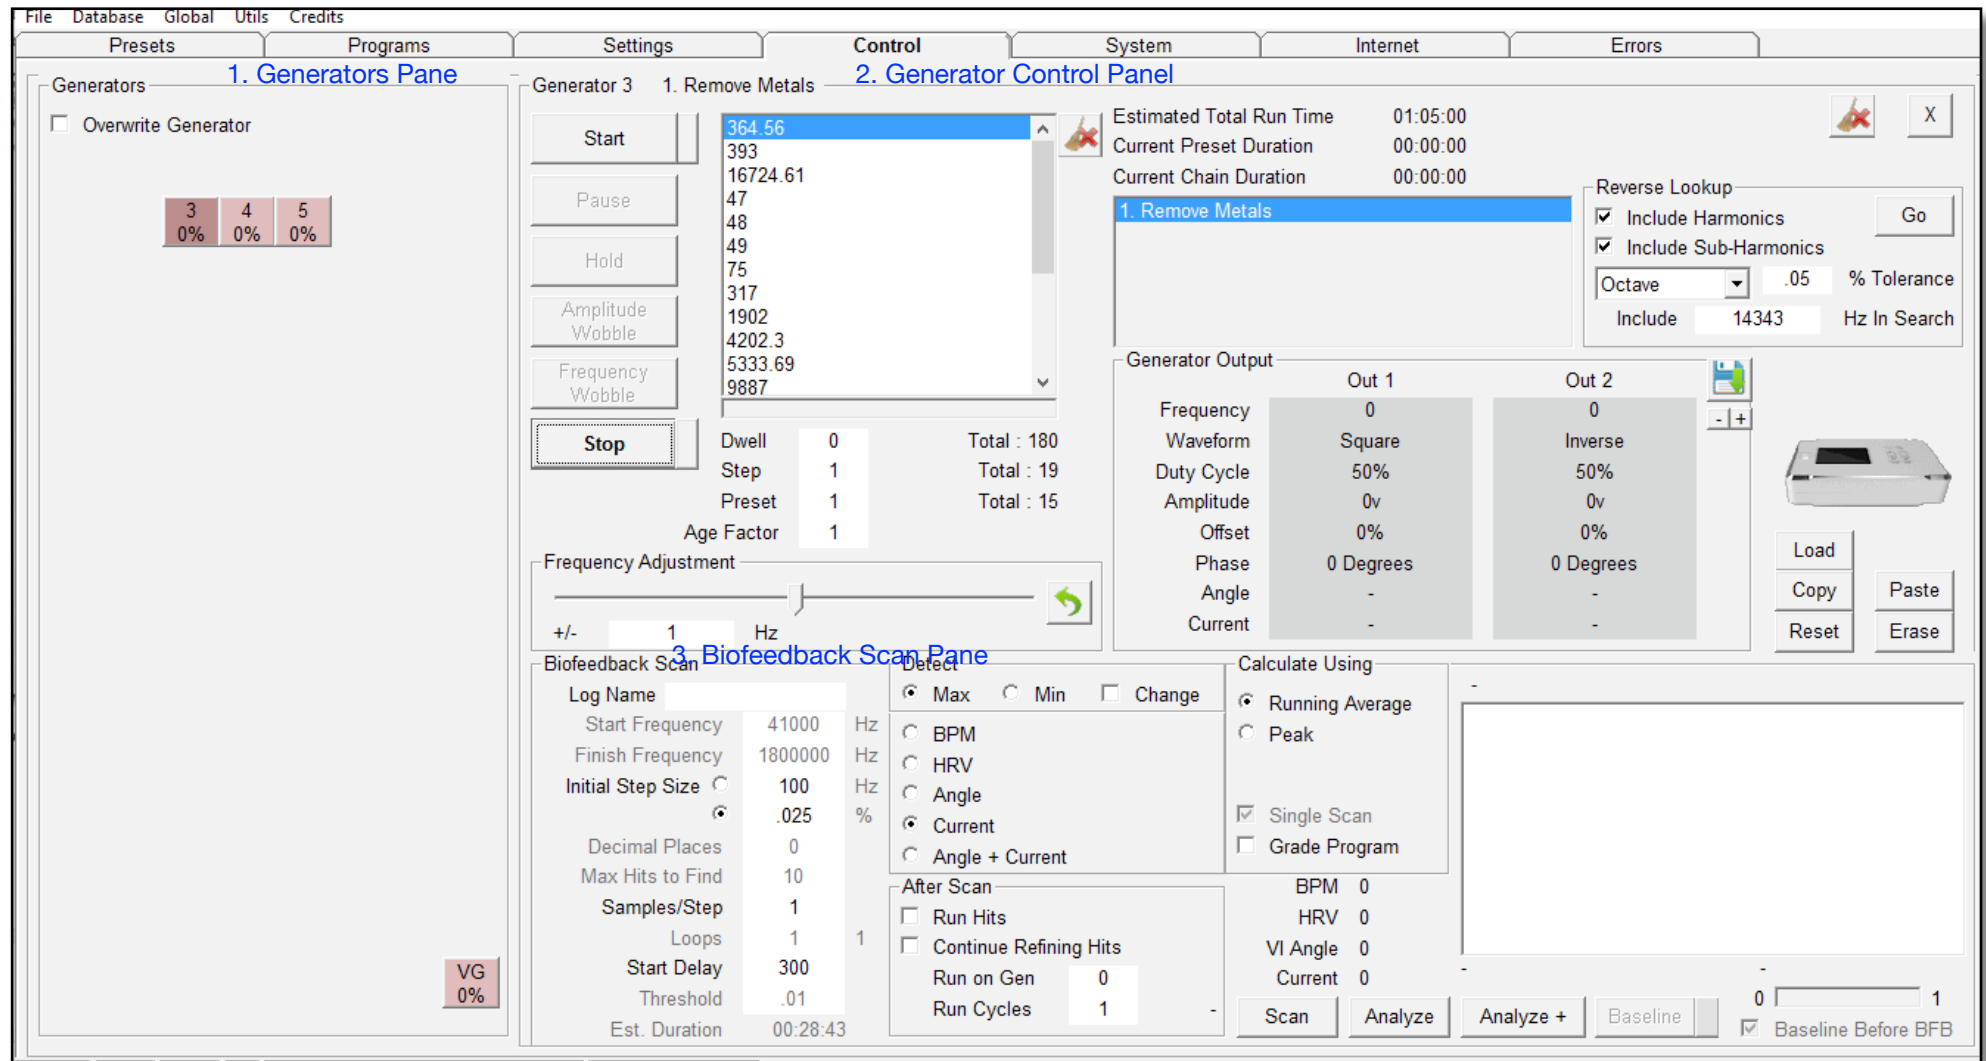 File Database Global Utils Credits
Presets Programs Settings Control System Internet Errors
1. Generators Pane
2. Generator Control Panel
Generators
Overwrite Generator
3 4 5
0% 0% 0%
VG
0%
Generator 3 1. Remove Metals
Start
Pause
Hold
Amplitude
Wobble
Frequency
Wobble
Stop
364.56
393
16724.61
47
48
49
75
317
1902
4202.3
5333.69
9887
Dwell 0 Total : 180
Step 1 Total : 19
Preset 1 Total : 15
Age Factor 1
Frequency Adjustment
+/- 1 Hz
Estimated Total Run Time 01:05:00
Current Preset Duration 00:00:00
Current Chain Duration 00:00:00
X
1. Remove Metals
Reverse Lookup
Include Harmonics Go
Include Sub-Harmonics
Octave .05 % Tolerance
Include 14343 Hz In Search
Generator Output
Out 1 Out 2
Frequency 0 0
- +
Waveform Square Inverse
Duty Cycle 50% 50%
Amplitude 0v 0v
Offset 0% 0%
Phase 0 Degrees 0 Degrees
Angle - -
Current - -
Load
Copy Paste
Reset Erase
3. Biofeedback Scan Pane
Biofeedback Scan
Log Name
Start Frequency 41000 Hz
Finish Frequency 1800000 Hz
Initial Step Size 100 Hz
.025 %
Decimal Places 0
Max Hits to Find 10
Samples/Step 1
Loops 1 1
Start Delay 300
Threshold .01
Est. Duration 00:28:43
Detect
Max Min Change
BPM
HRV
Angle
Current
Angle + Current
After Scan
Run Hits
Continue Refining Hits
Run on Gen 0
Run Cycles 1 -
Calculate Using
Running Average
Peak
Single Scan
Grade Program
BPM 0
HRV 0
VI Angle 0
Current 0
-
- -
0 1
Scan Analyze Analyze + Baseline
Baseline Before BFB